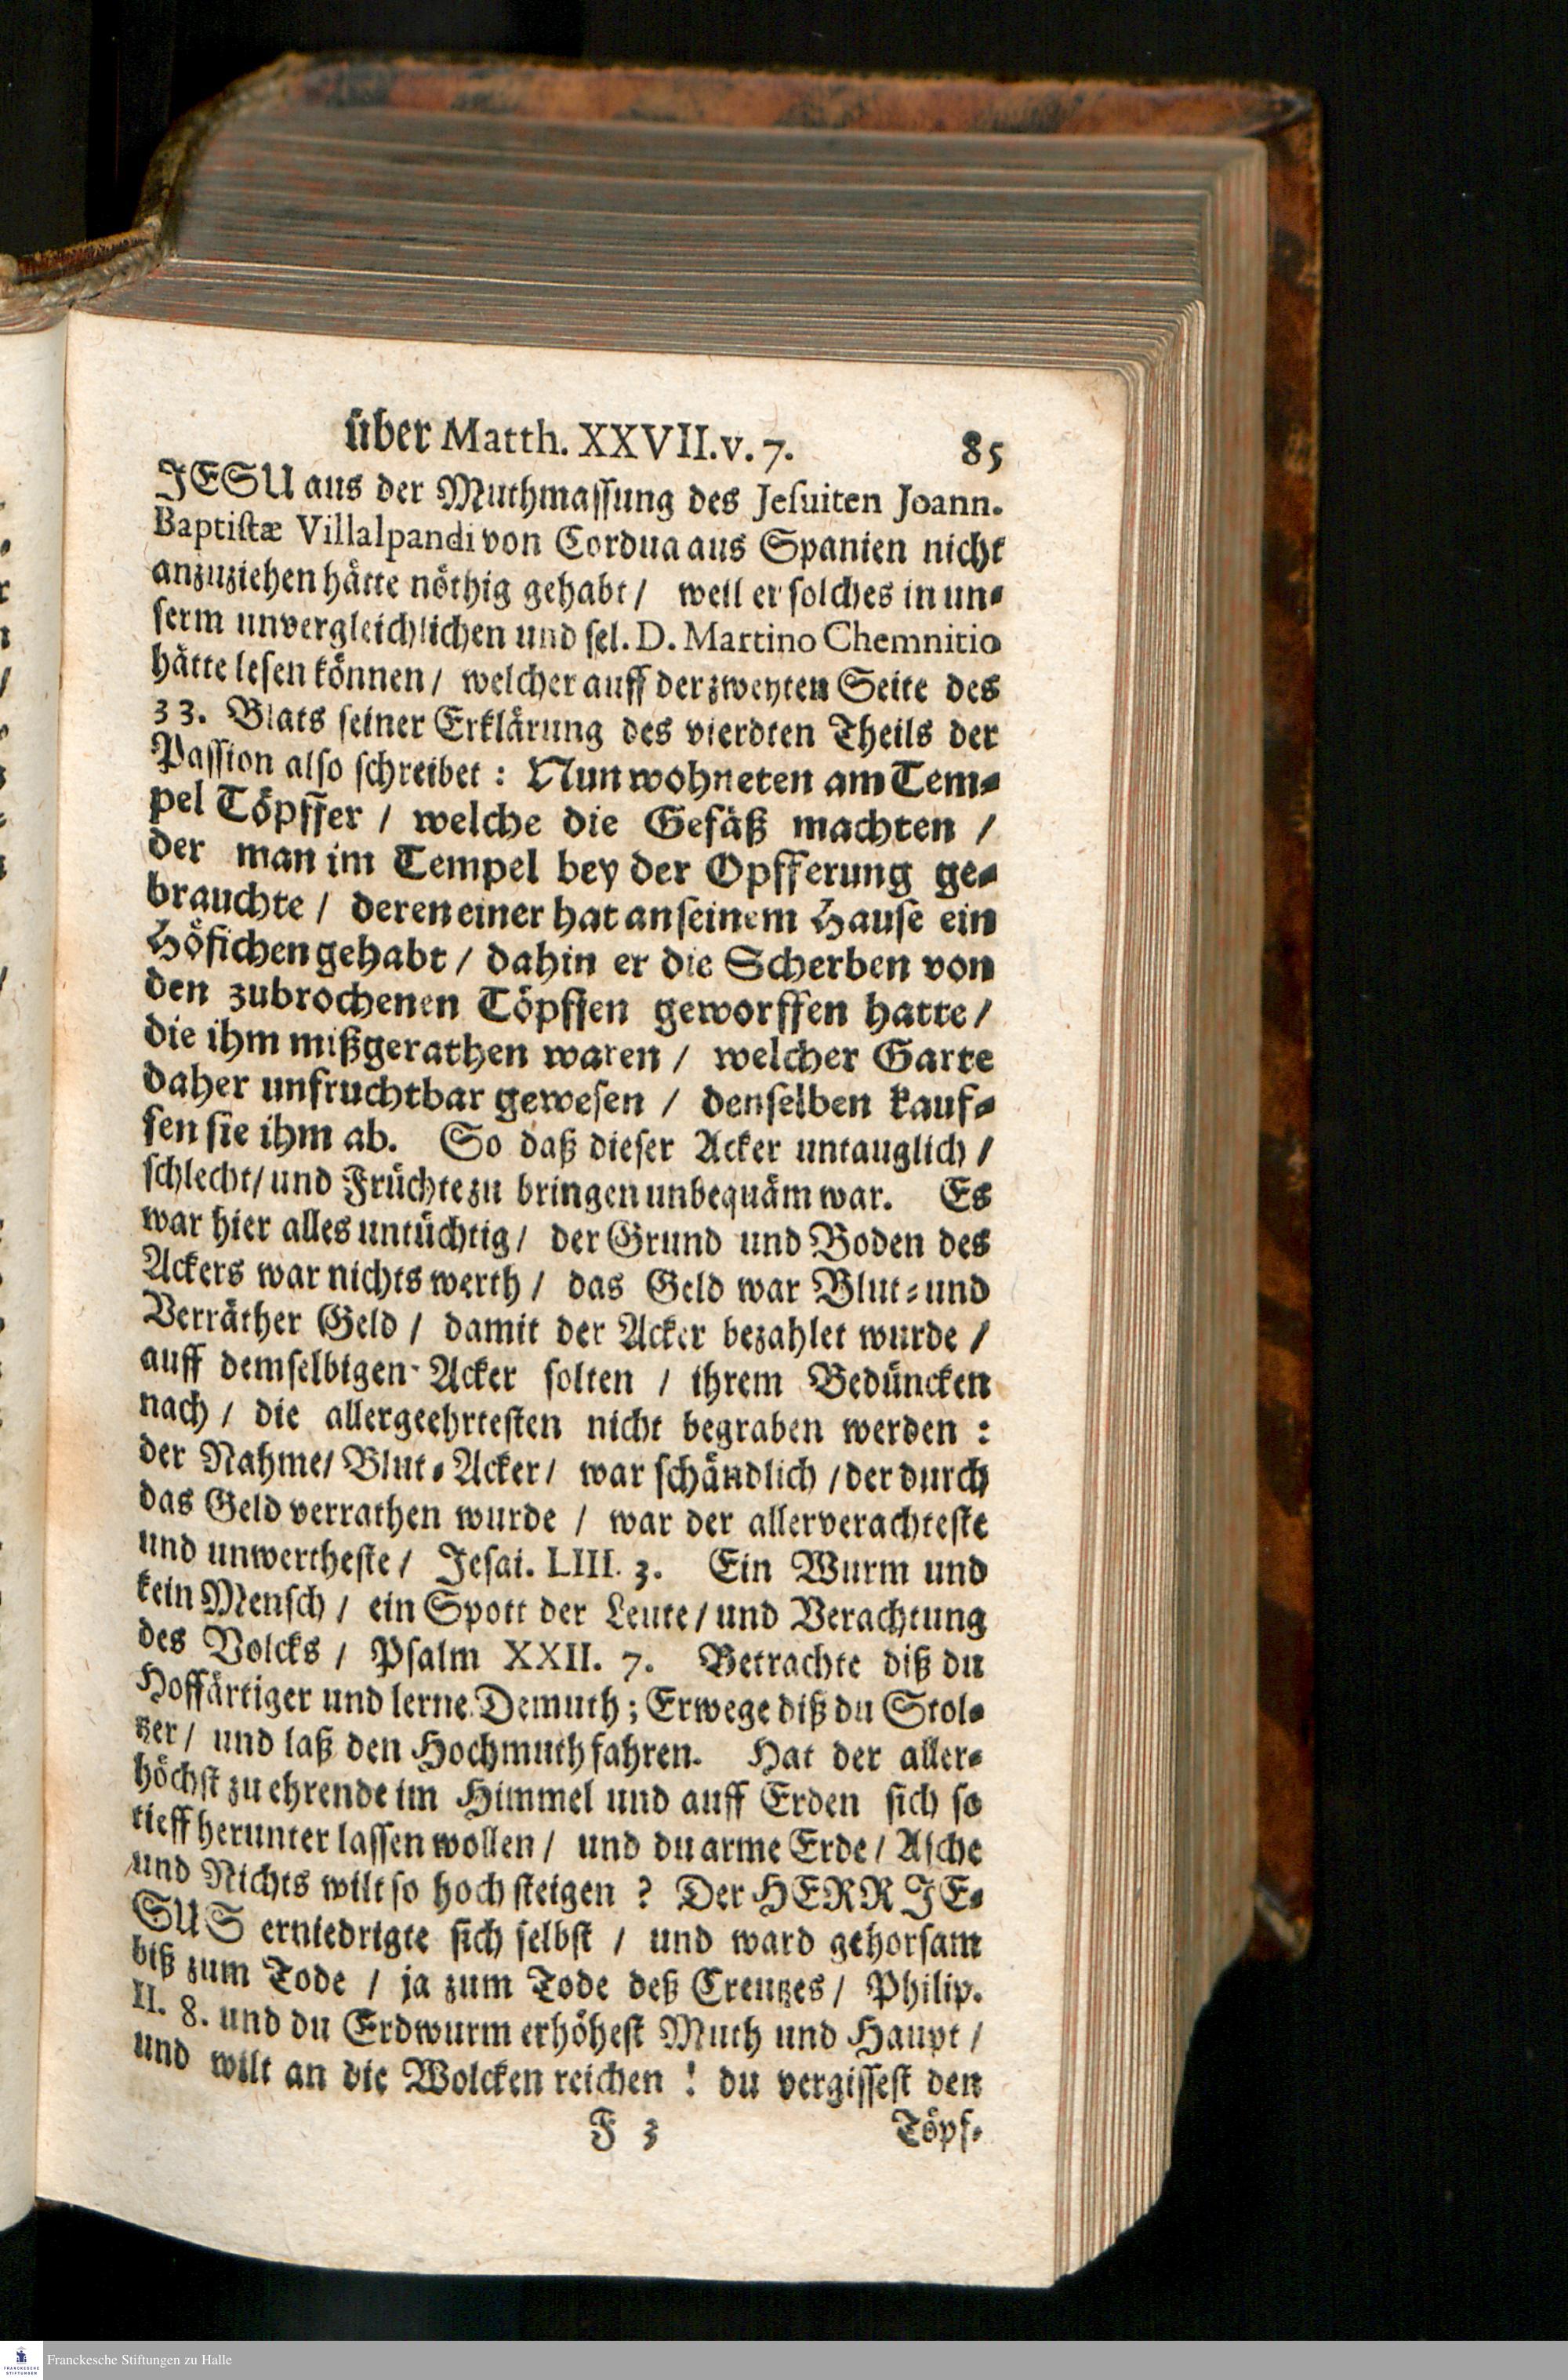 über Matth. XXVII. v. 7. 85
JESU aus der Muthmassung des Jesuiten Joann.
Baptistæ Villalpandi von Cordua aus Spanien nicht
anzuziehen hätte nöthig gehabt / weil er solches in un-
serm unvergleichlichen und sel. D. Martino Chemnitio
hätte lesen können / welcher auff der zweyten Seite des
33. Blats seiner Erklärung des vierdten Theils der
Passion also schreibet : Nun wohneten am Tem-
pel Töpffer / welche die Gefäß machten /
der man im Tempel bey der Opfferung ge-
brauchte / deren einer hat an seinem Hause ein
Höfichen gehabt / dahin er die Scherben von
den zubrochenen Töpffen geworffen hatte /
die ihm mißgerathen waren / welcher Garte
daher unfruchtbar gewesen / denselben kauf-
fen sie ihm ab. So daß dieser Acker untauglich /
schlecht / und Früchte zu bringen unbequäm war. Es
war hier alles untüchtig / der Grund und Boden des
Ackers war nichts werth / das Geld war Blut- und
Verräther Geld / damit der Acker bezahlet wurde /
auff demselbigen Acker solten / ihrem Bedüncken
nach / die allergeehrtesten nicht begraben werden :
der Nahme / Blut-Acker / war schändlich / der durch
das Geld verrathen wurde / war der allerverachteste
und unwertheste / Jesai. LIII. 3. Ein Wurm und
kein Mensch / ein Spott der Leute / und Verachtung
des Volcks / Psalm XXII. 7. Betrachte diß du
Hoffärtiger und lerne Demuth ; Erwege diß du Stol-
tzer / und laß den Hochmuth fahren. Hat der aller-
höchst zu ehrende im Himmel und auff Erden sich so
tieff herunter lassen wollen / und du arme Erde / Asche
und Nichts wilt so hoch steigen ? Der HERR JE-
SUS erniedrigte sich selbst / und ward gehorsam
biß zum Tode / ja zum Tode deß Creutzes / Philip.
II. 8. und du Erdwurm erhöhest Muth und Haupt /
und wilt an die Wolcken reichen ! du vergissest den
F 3 Töpf-
FRANCKESCHE STIFTUNGEN
Franckesche Stiftungen zu Halle